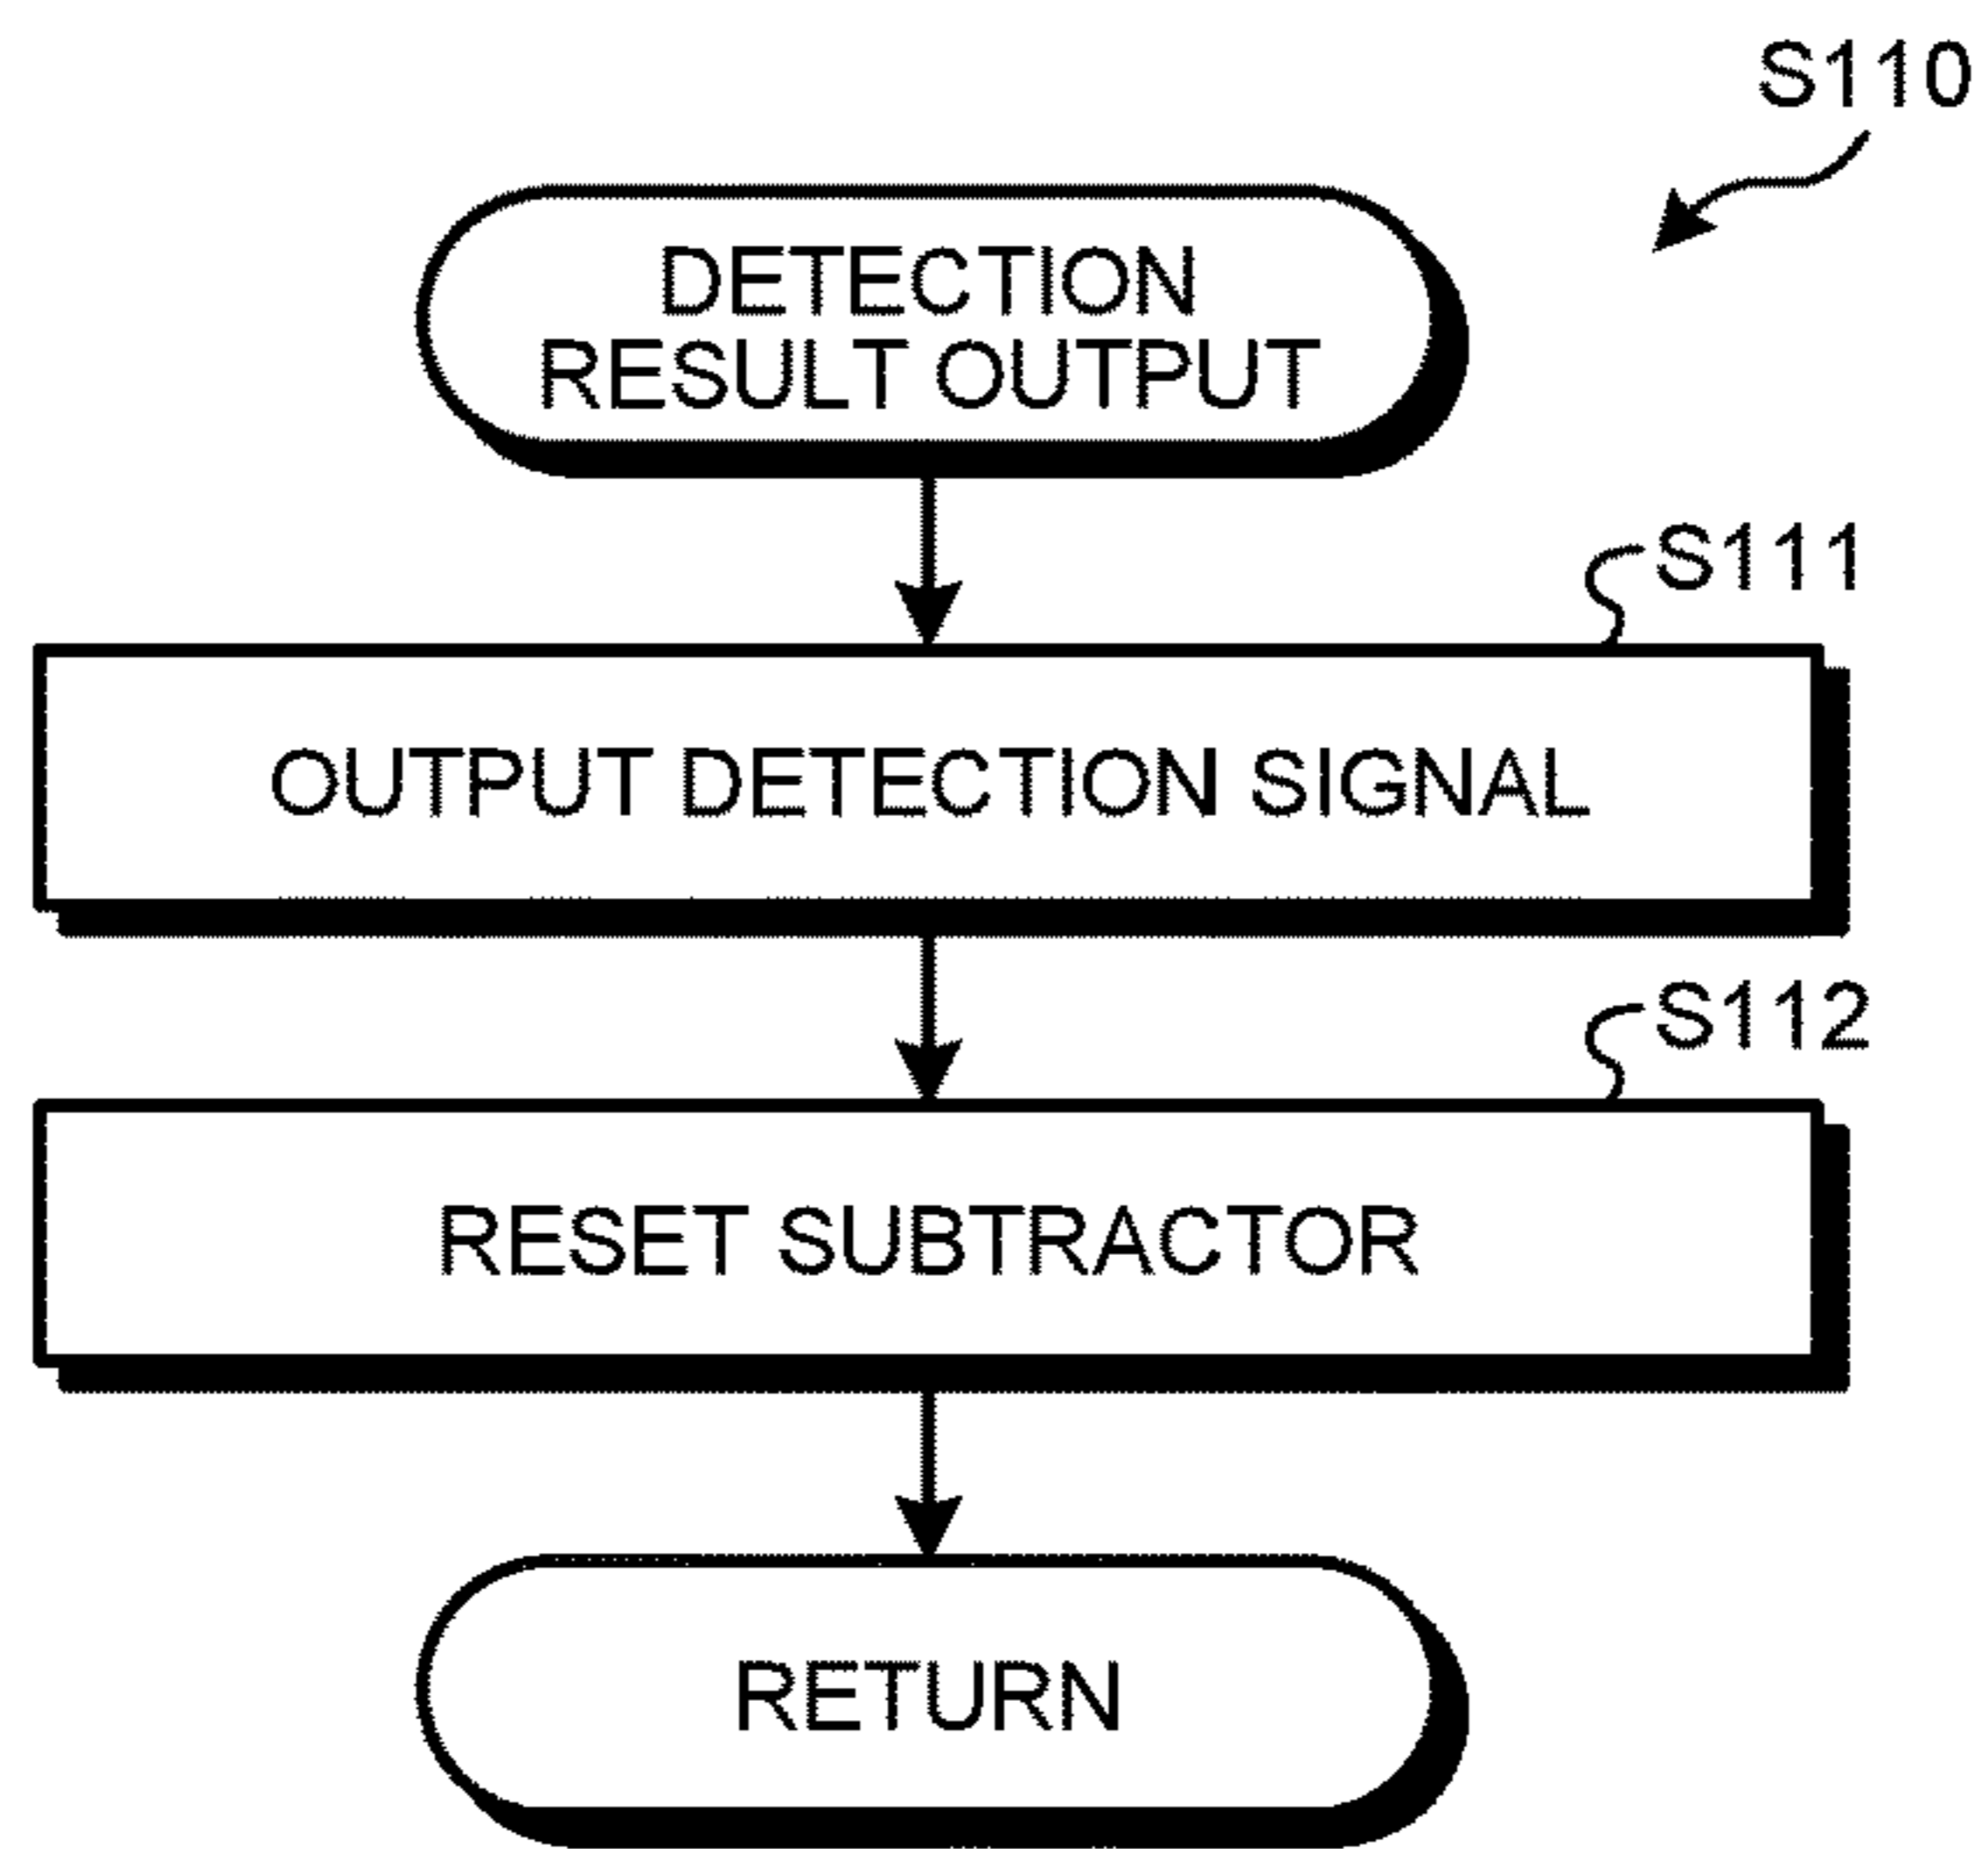 S110
DETECTION
RESULT OUTPUT
S111
OUTPUT DETECTION SIGNAL
S112
RESET SUBTRACTOR
RETURN